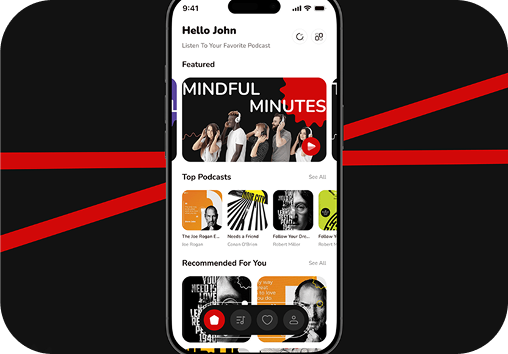 9:41
Hello John
Listen To Your Favorite Podcast
Featured
MINDFUL
MINUTES
Top Podcasts
See All
The Joe Rogan E...
Needs a Friend
Follow Your Dre...
Follow Y
Joe Rogan
Conan O'Brien
Robert Miller
Robert M
Recommended For You
See All